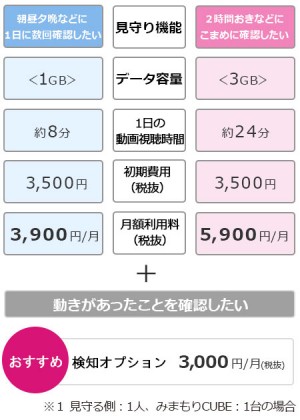 朝昼夕晩などに
1日に数回確認したい
見守り機能
2時間おきなどに
こまめに確認したい
<1GB>
データ容量
<3GB>
約8分
1日の
動画視聴時間
約24分
3,500円
初期費用
(税抜)
3,500円
3,900円/月
月額利用料
(税抜)
5,900円/月
+
動きがあったことを確認したい
おすすめ
検知オプション 3,000円/月(税抜)
※1 見守る側：1人、みまもりCUBE：1台の場合